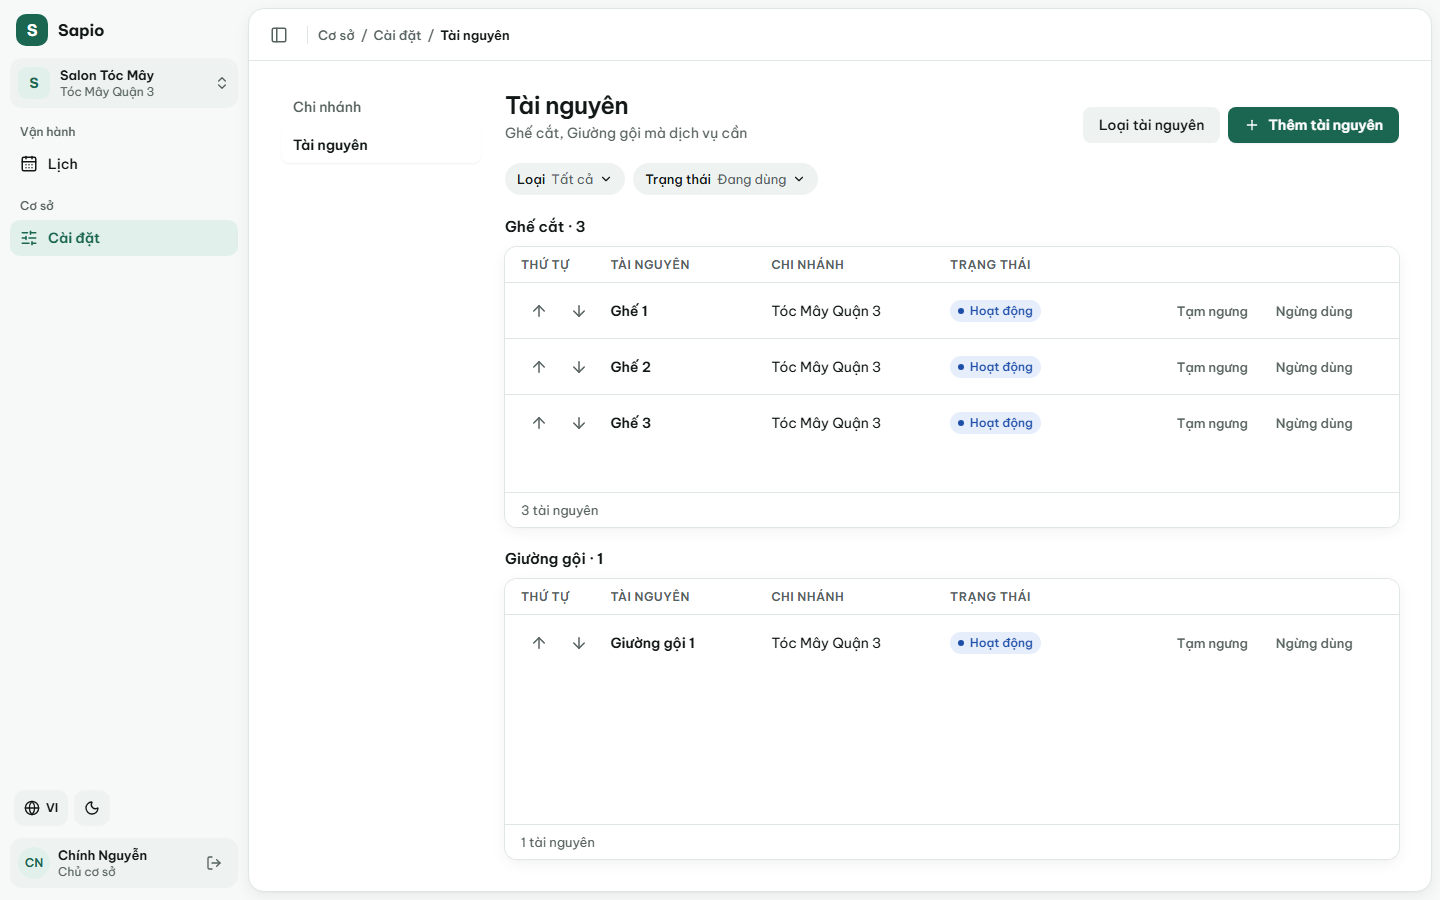 S Sapio
S Salon Tóc Mây
Tóc Mây Quận 3
Vận hành
Lịch
Cơ sở
Cài đặt
VI
CN Chính Nguyễn
Chủ cơ sở
Cơ sở / Cài đặt / Tài nguyên
Chi nhánh
Tài nguyên
Tài nguyên
Ghế cắt, Giường gội mà dịch vụ cần
Loại tài nguyên
Thêm tài nguyên
Loại Tất cả
Trạng thái Đang dùng
Ghế cắt · 3
THỨ TỰ TÀI NGUYÊN CHI NHÁNH TRẠNG THÁI
Ghế 1 Tóc Mây Quận 3 Hoạt động Tạm ngưng Ngừng dùng
Ghế 2 Tóc Mây Quận 3 Hoạt động Tạm ngưng Ngừng dùng
Ghế 3 Tóc Mây Quận 3 Hoạt động Tạm ngưng Ngừng dùng
3 tài nguyên
Giường gội · 1
THỨ TỰ TÀI NGUYÊN CHI NHÁNH TRẠNG THÁI
Giường gội 1 Tóc Mây Quận 3 Hoạt động Tạm ngưng Ngừng dùng
1 tài nguyên